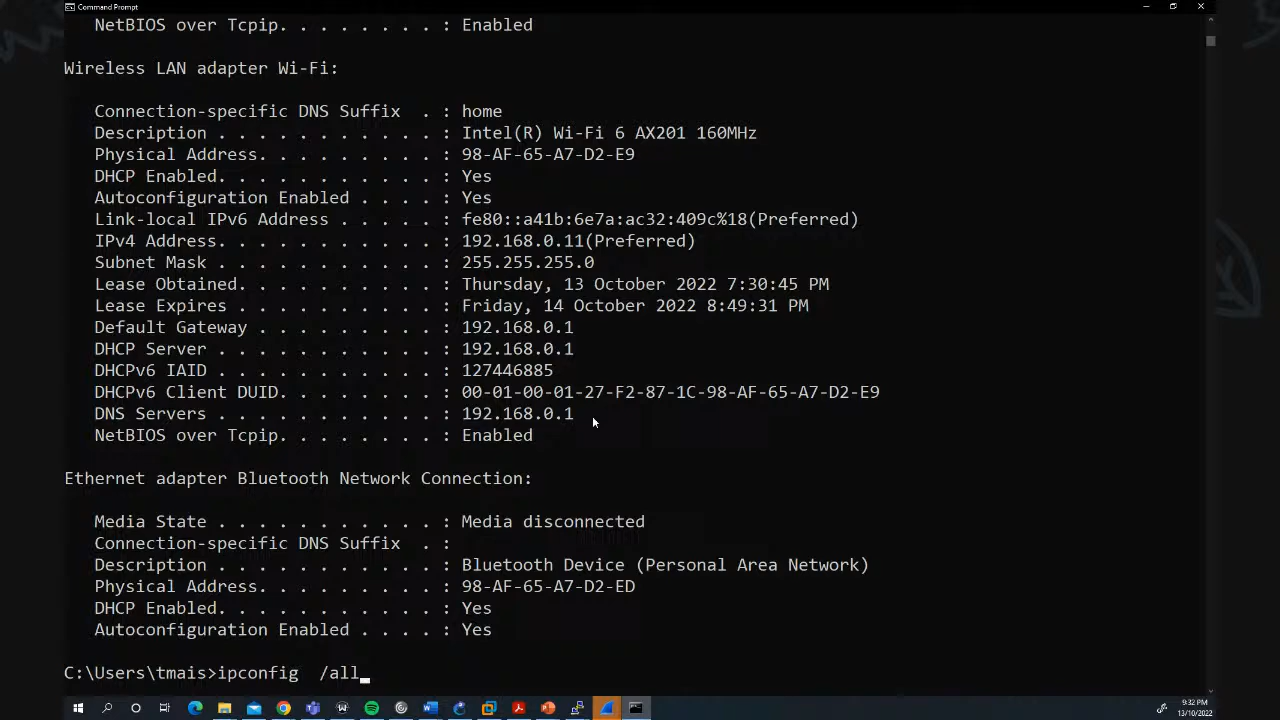 Command Prompt
NetBIOS over Tcpip. . . . . . . . : Enabled
Wireless LAN adapter Wi-Fi:
Connection-specific DNS Suffix  . : home
Description . . . . . . . . . . . : Intel(R) Wi-Fi 6 AX201 160MHz
Physical Address. . . . . . . . . : 98-AF-65-A7-D2-E9
DHCP Enabled. . . . . . . . . . . : Yes
Autoconfiguration Enabled . . . . : Yes
Link-local IPv6 Address . . . . . : fe80::a41b:6e7a:ac32:409c%18(Preferred)
IPv4 Address. . . . . . . . . . . : 192.168.0.11(Preferred)
Subnet Mask . . . . . . . . . . . : 255.255.255.0
Lease Obtained. . . . . . . . . . : Thursday, 13 October 2022 7:30:45 PM
Lease Expires . . . . . . . . . . : Friday, 14 October 2022 8:49:31 PM
Default Gateway . . . . . . . . . : 192.168.0.1
DHCP Server . . . . . . . . . . . : 192.168.0.1
DHCPv6 IAID . . . . . . . . . . . : 127446885
DHCPv6 Client DUID. . . . . . . . : 00-01-00-01-27-F2-87-1C-98-AF-65-A7-D2-E9
DNS Servers . . . . . . . . . . . : 192.168.0.1
NetBIOS over Tcpip. . . . . . . . : Enabled
Ethernet adapter Bluetooth Network Connection:
Media State . . . . . . . . . . . : Media disconnected
Connection-specific DNS Suffix  . :
Description . . . . . . . . . . . : Bluetooth Device (Personal Area Network)
Physical Address. . . . . . . . . : 98-AF-65-A7-D2-ED
DHCP Enabled. . . . . . . . . . . : Yes
Autoconfiguration Enabled . . . . : Yes
C:\Users\tmais>ipconfig  /all
9:32 PM
13/10/2022